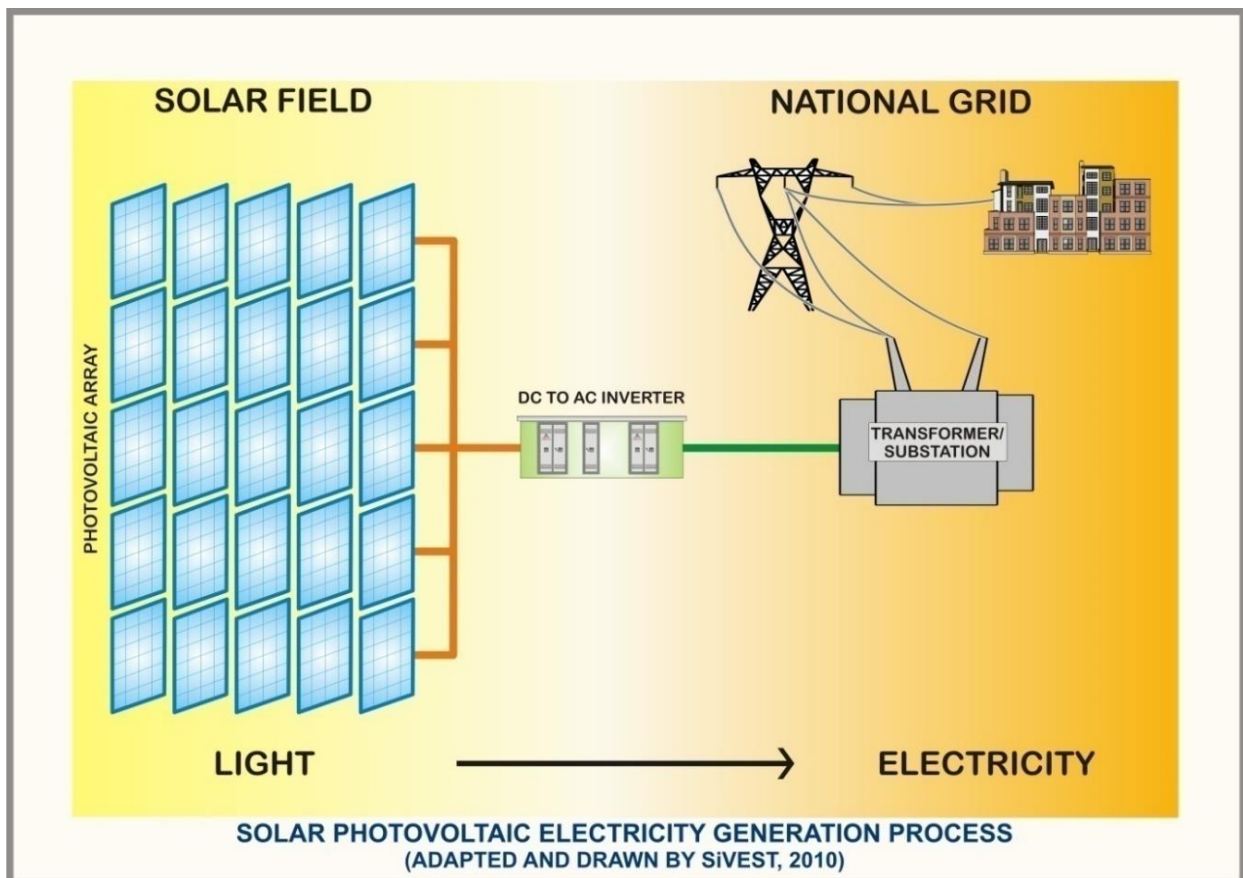 SOLAR FIELD
NATIONAL GRID
PHOTOVOLTAIC ARRAY
DC TO AC INVERTER
TRANSFORMER/
SUBSTATION
LIGHT
ELECTRICITY
SOLAR PHOTOVOLTAIC ELECTRICITY GENERATION PROCESS
(ADAPTED AND DRAWN BY SiVEST, 2010)